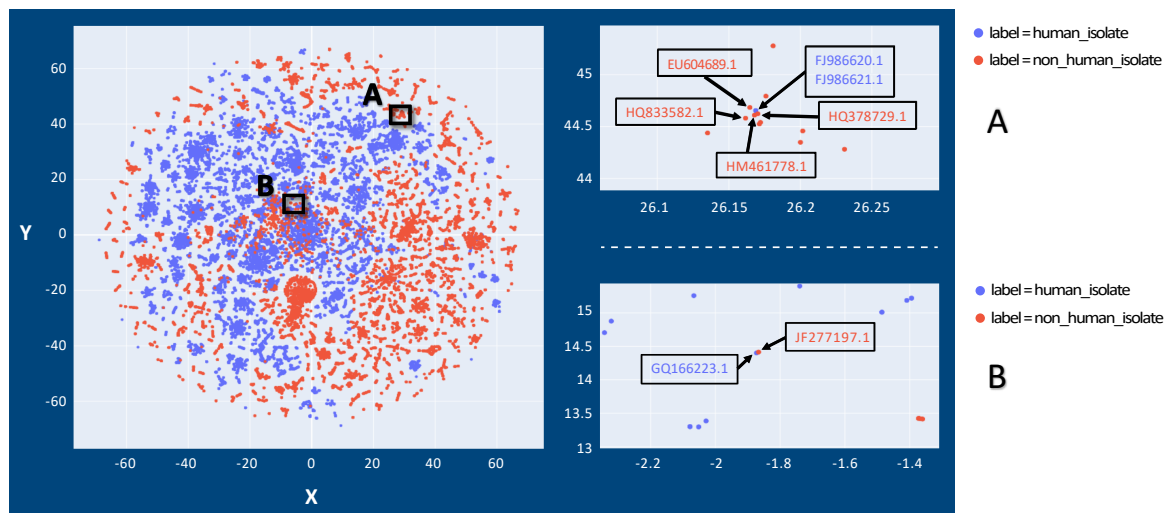 A
B
60
40
20
0
-20
-40
-60
-60
-40
-20
0
20
40
60
Y
X
EU604689.1
FJ986620.1
FJ986621.1
HQ833582.1
HQ378729.1
HM461778.1
45
44.5
44
26.1
26.15
26.2
26.25
label = human_isolate
label = non_human_isolate
A
JF277197.1
GQ166223.1
15
14.5
14
13.5
13
-2.2
-2
-1.8
-1.6
-1.4
label = human_isolate
label = non_human_isolate
B